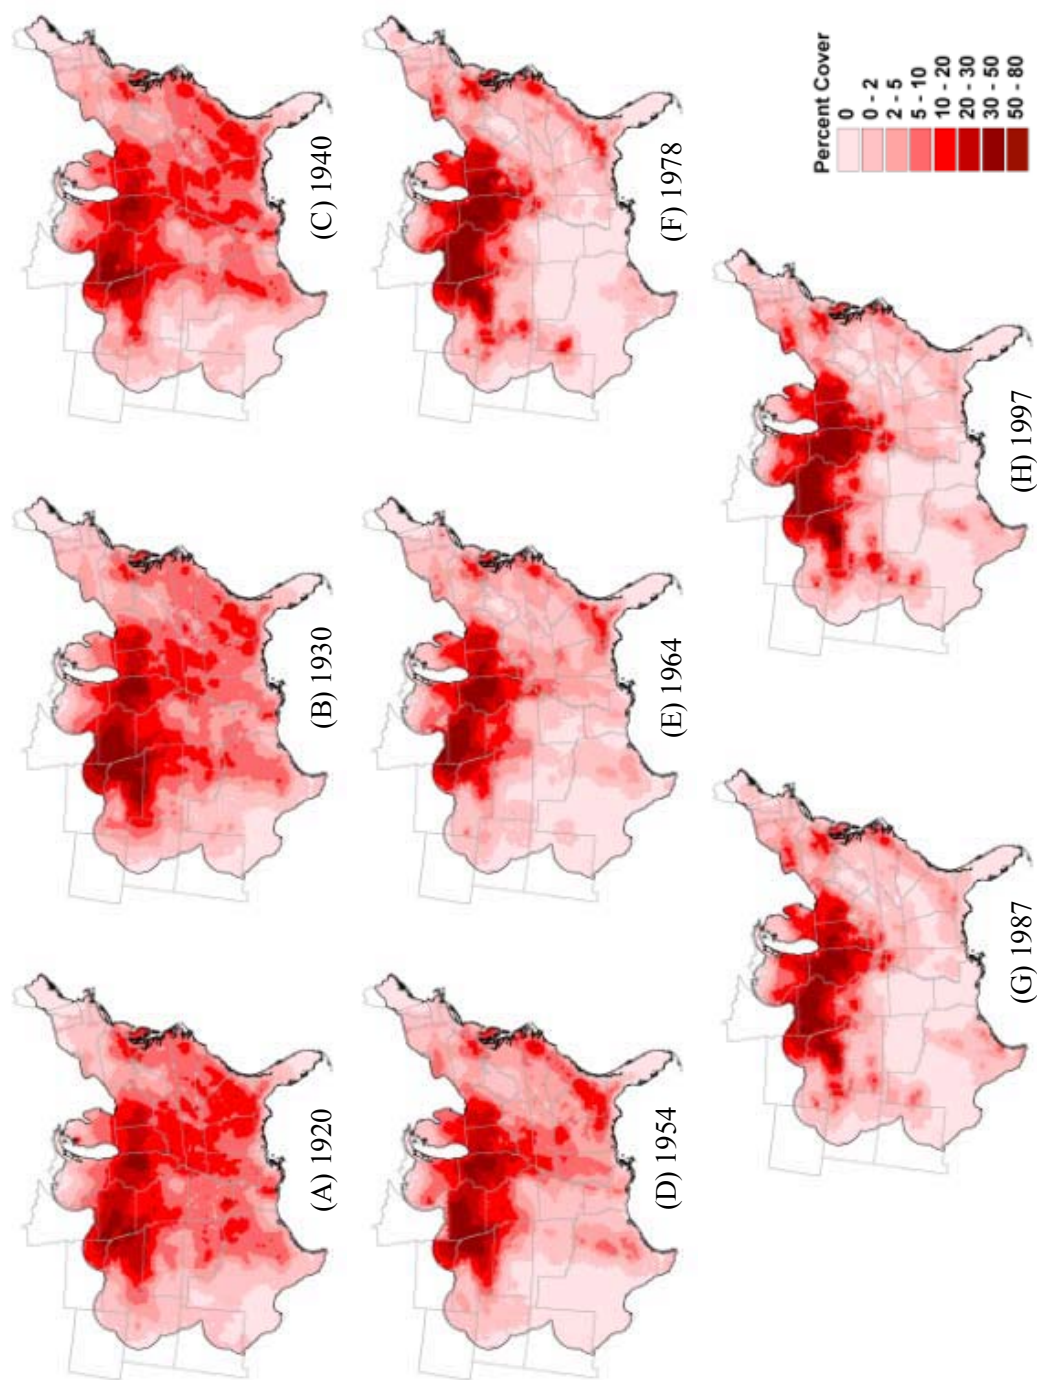 (A) 1920
(B) 1930
(C) 1940
(D) 1954
(E) 1964
(F) 1978
(G) 1987
(H) 1997
Percent Cover
0
0 - 2
2 - 5
5 - 10
10 - 20
20 - 30
30 - 50
50 - 80